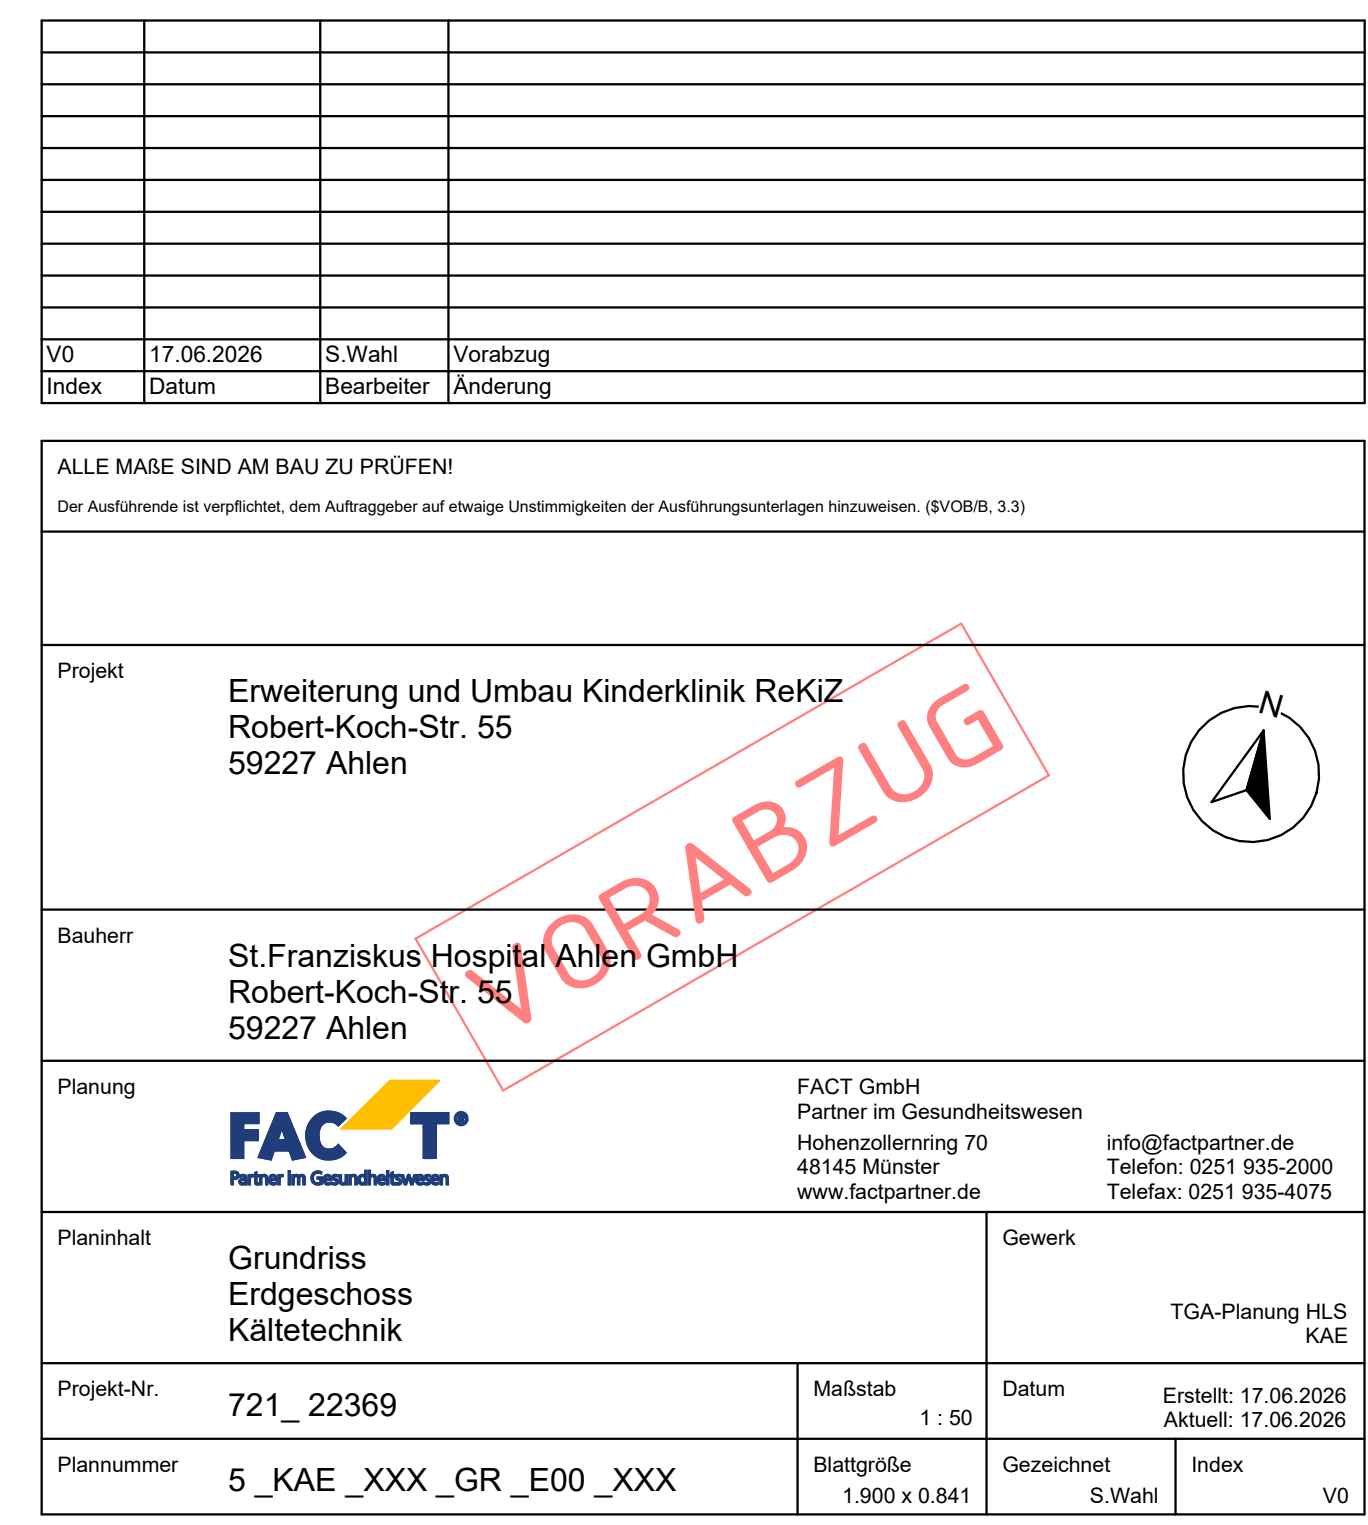 V0 17.06.2026 S.Wahl Vorabzug
Index Datum Bearbeiter Änderung
ALLE MAßE SIND AM BAU ZU PRÜFEN!
Der Ausführende ist verpflichtet, dem Auftraggeber auf etwaige Unstimmigkeiten der Ausführungsunterlagen hinzuweisen. ($VOB/B, 3.3)
Projekt
Erweiterung und Umbau Kinderklinik ReKiZ
Robert-Koch-Str. 55
59227 Ahlen
N
VORABZUG
Bauherr
St.Franziskus Hospital Ahlen GmbH
Robert-Koch-Str. 55
59227 Ahlen
Planung
FACT®
Partner im Gesundheitswesen
FACT GmbH
Partner im Gesundheitswesen
Hohenzollernring 70
48145 Münster
www.factpartner.de
info@factpartner.de
Telefon: 0251 935-2000
Telefax: 0251 935-4075
Planinhalt
Grundriss
Erdgeschoss
Kältetechnik
Gewerk
TGA-Planung HLS
KAE
Projekt-Nr.
721_ 22369
Maßstab
1 : 50
Datum
Erstellt: 17.06.2026
Aktuell: 17.06.2026
Plannummer
5 _KAE _XXX _GR _E00 _XXX
Blattgröße
1.900 x 0.841
Gezeichnet
S.Wahl
Index
V0